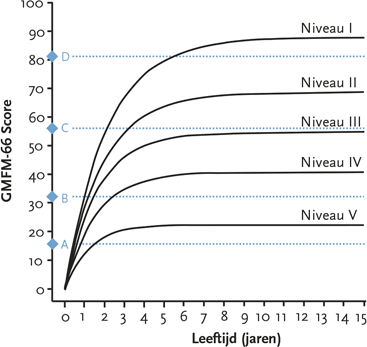 100
90
80
70
60
50
40
30
20
10
0
GMFM-66 Score
D
C
B
A
Niveau I
Niveau II
Niveau III
Niveau IV
Niveau V
0 1 2 3 4 5 6 7 8 9 10 11 12 13 14 15
Leeftijd (jaren)